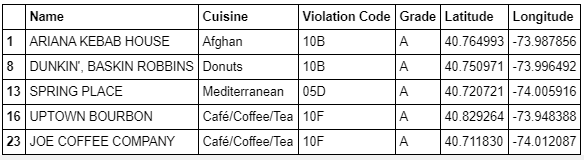 Name Cuisine Violation Code Grade Latitude Longitude
1 ARIANA KEBAB HOUSE Afghan 10B A 40.764993 -73.987856
8 DUNKIN', BASKIN ROBBINS Donuts 10B A 40.750971 -73.996492
13 SPRING PLACE Mediterranean 05D A 40.720721 -74.005916
16 UPTOWN BOURBON Café/Coffee/Tea 10F A 40.829264 -73.948388
23 JOE COFFEE COMPANY Café/Coffee/Tea 10F A 40.711830 -74.012087